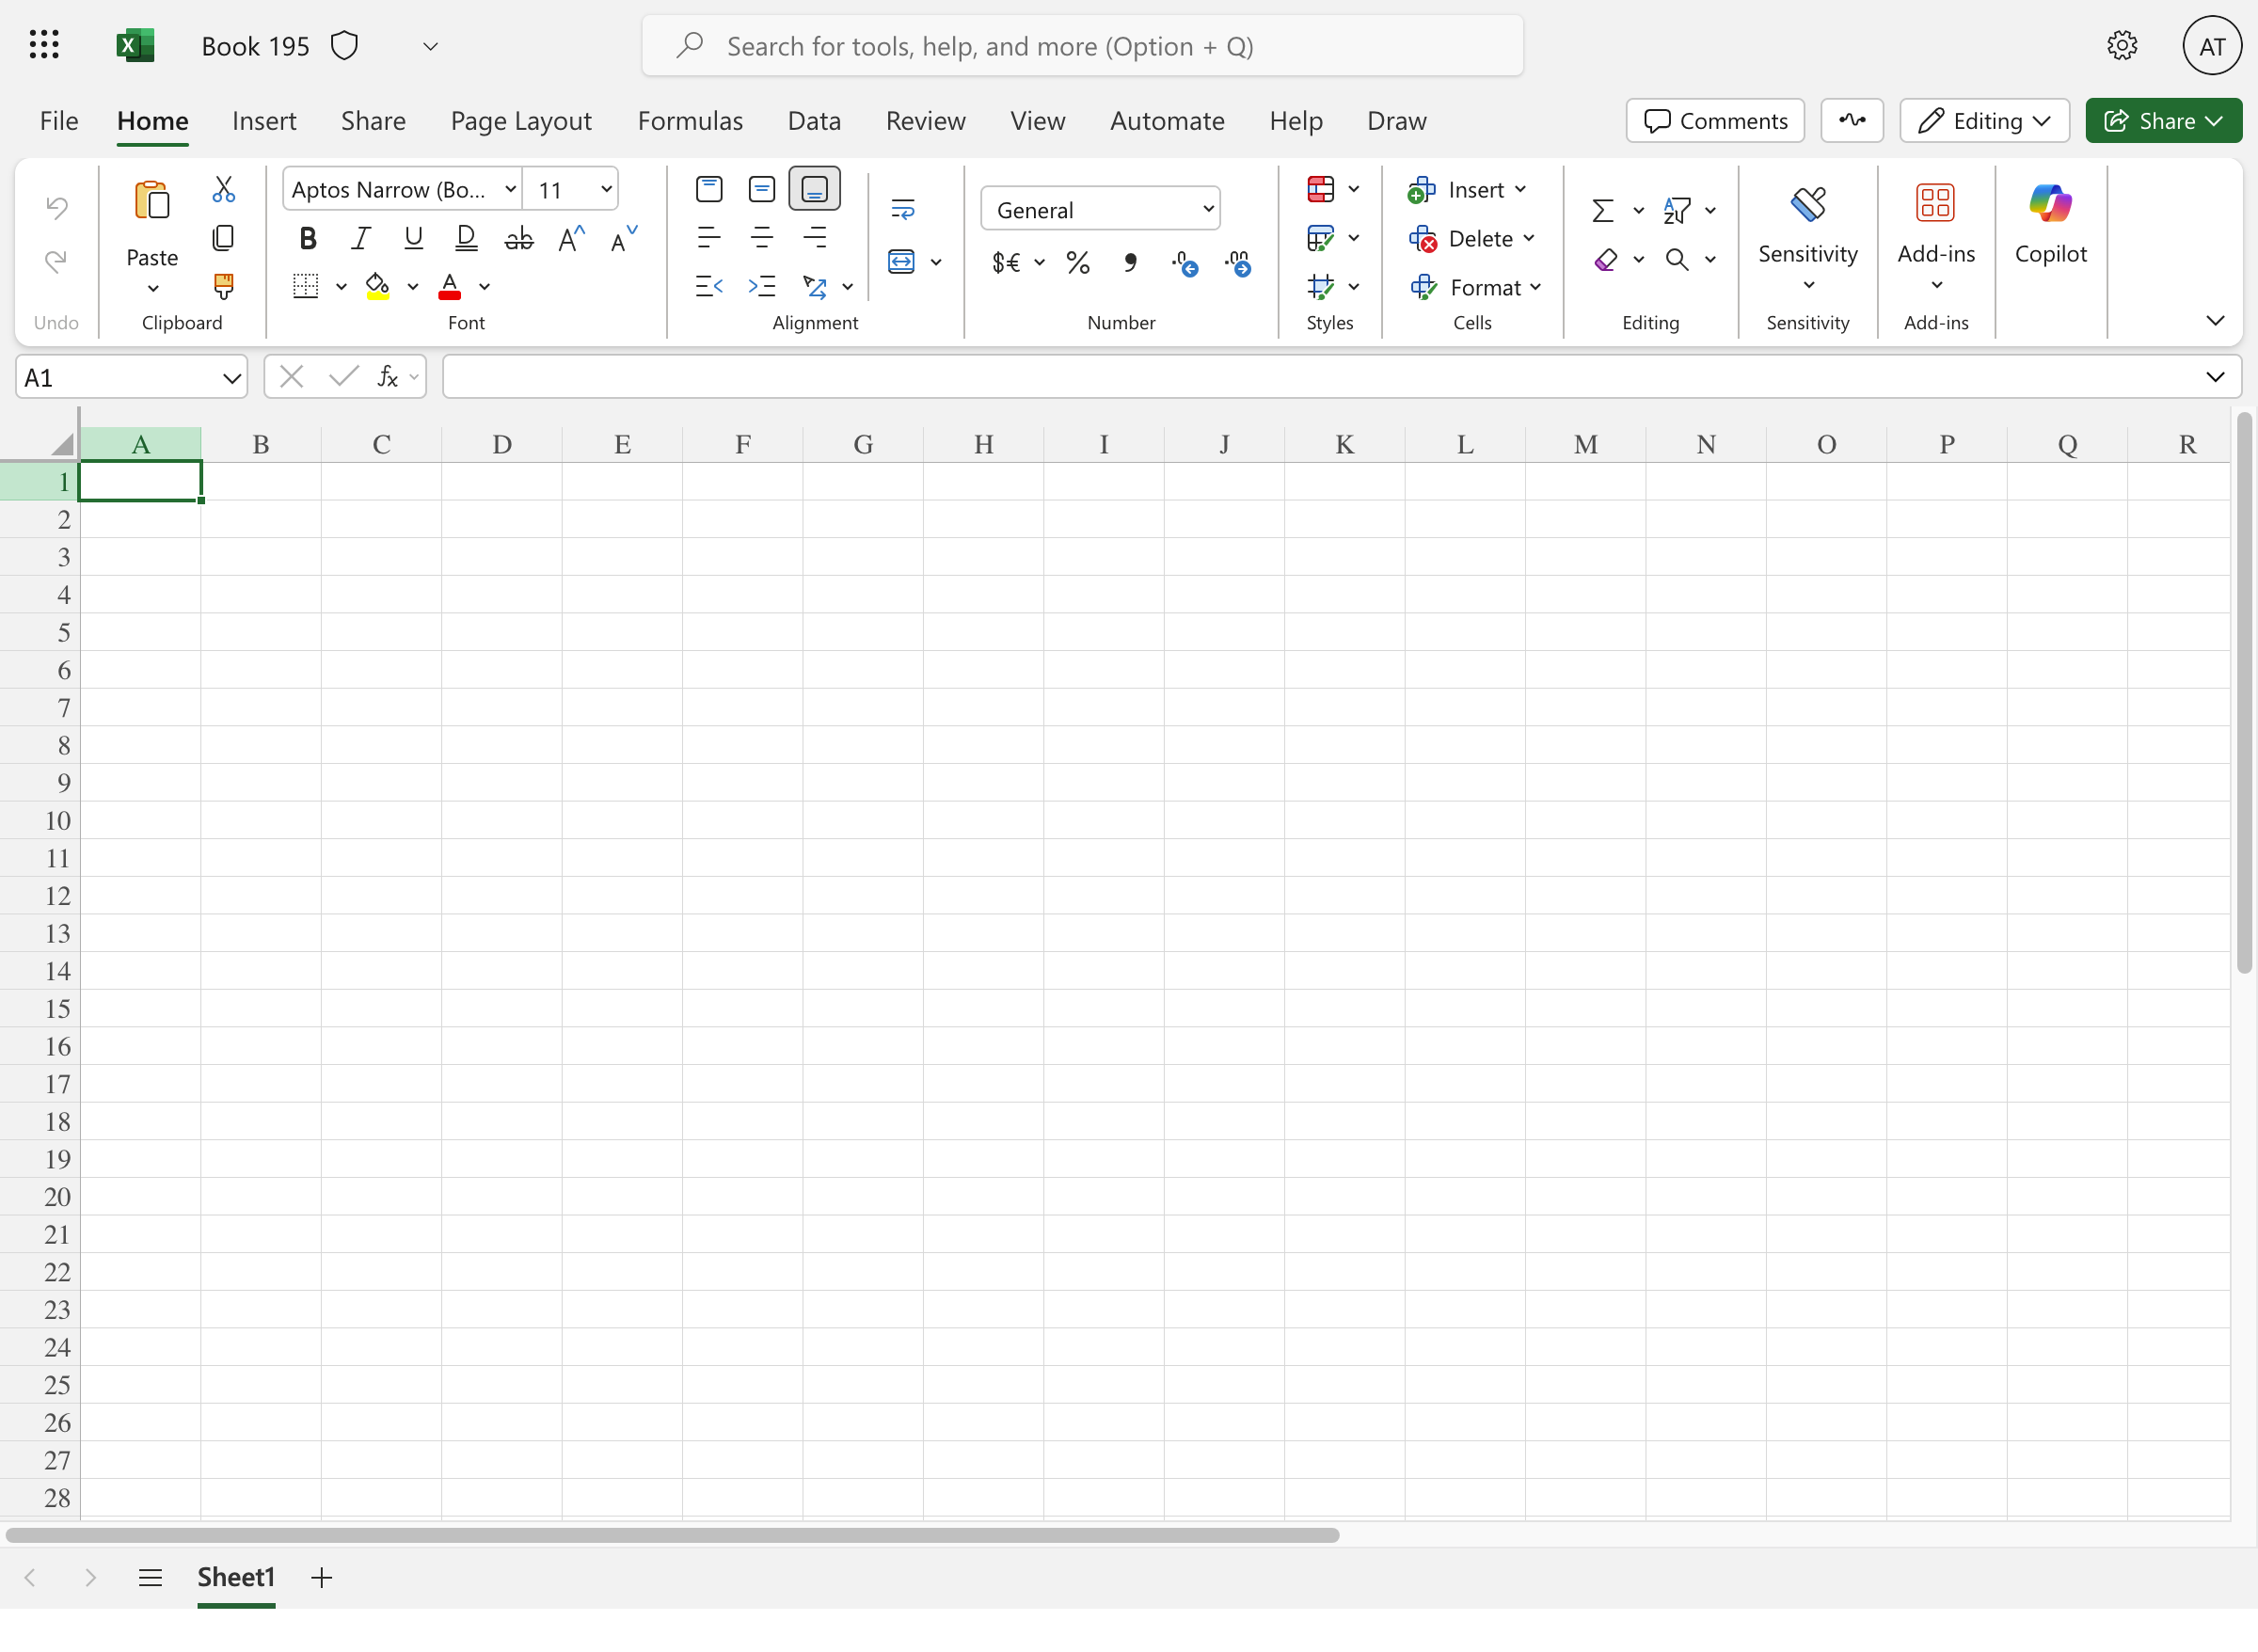 Book 195
Search for tools, help, and more (Option + Q)
AT
File Home Insert Share Page Layout Formulas Data Review View Automate Help Draw
Comments Editing Share
Aptos Narrow (Bo... 11
General
Insert
Delete
Format
Paste
Sensitivity
Add-ins
Copilot
Undo Clipboard Font Alignment Number Styles Cells Editing Sensitivity Add-ins
A1
fx
A B C D E F G H I J K L M N O P Q R
1
2
3
4
5
6
7
8
9
10
11
12
13
14
15
16
17
18
19
20
21
22
23
24
25
26
27
28
Sheet1